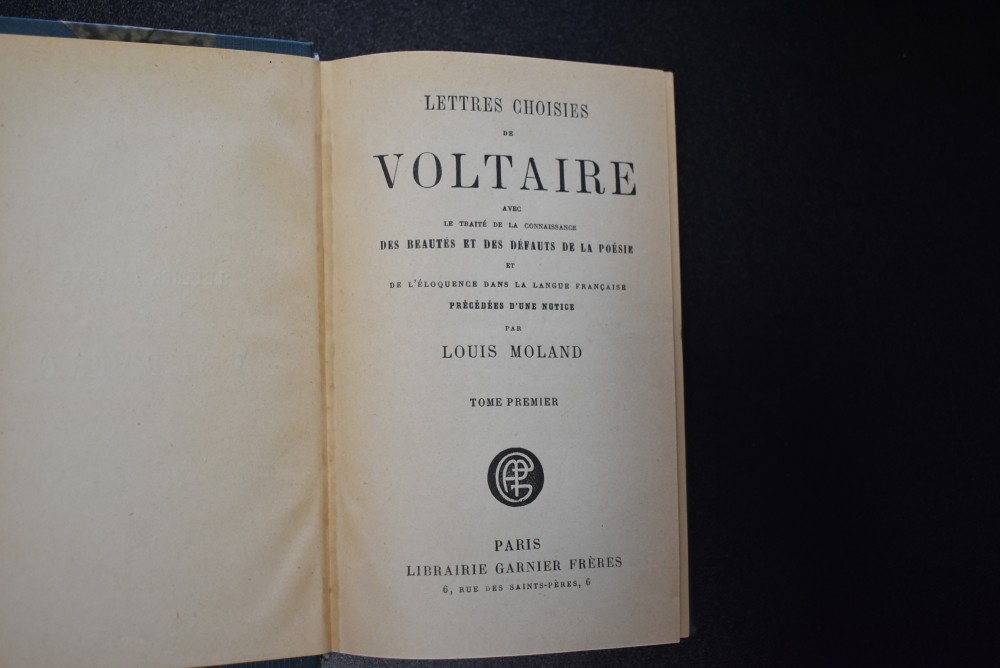 LETTRES CHOISIES
DE
VOLTAIRE
AVEC
LE TRAITÉ DE LA CONNAISSANCE
DES BEAUTÉS ET DES DÉFAUTS DE LA POÉSIE
ET
DE L'ÉLOQUENCE DANS LA LANGUE FRANÇAISE
PRÉCÉDÉES D'UNE NOTICE
PAR
LOUIS MOLAND
TOME PREMIER
PARIS
LIBRAIRIE GARNIER FRÈRES
6, RUE DES SAINTS-PÈRES, 6